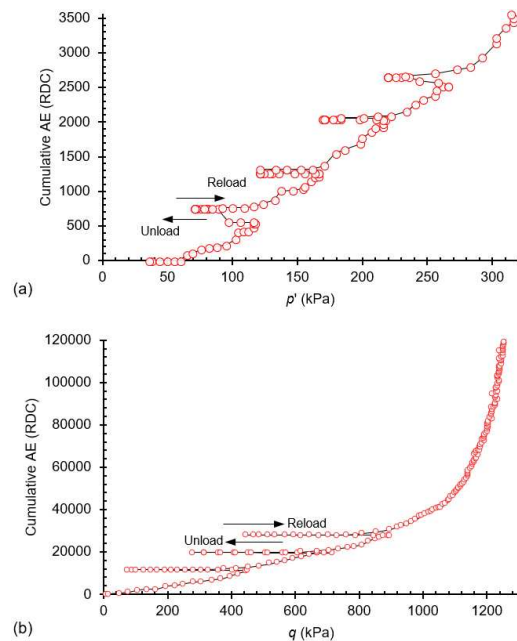 3500
3000
2500
2000
1500
1000
500
0
Cumulative AE (RDC)
Reload
Unload
0 50 100 150 200 250 300
(a)
p' (kPa)
120000
100000
80000
60000
40000
20000
0
Cumulative AE (RDC)
Reload
Unload
0 200 400 600 800 1000 1200
(b)
q (kPa)